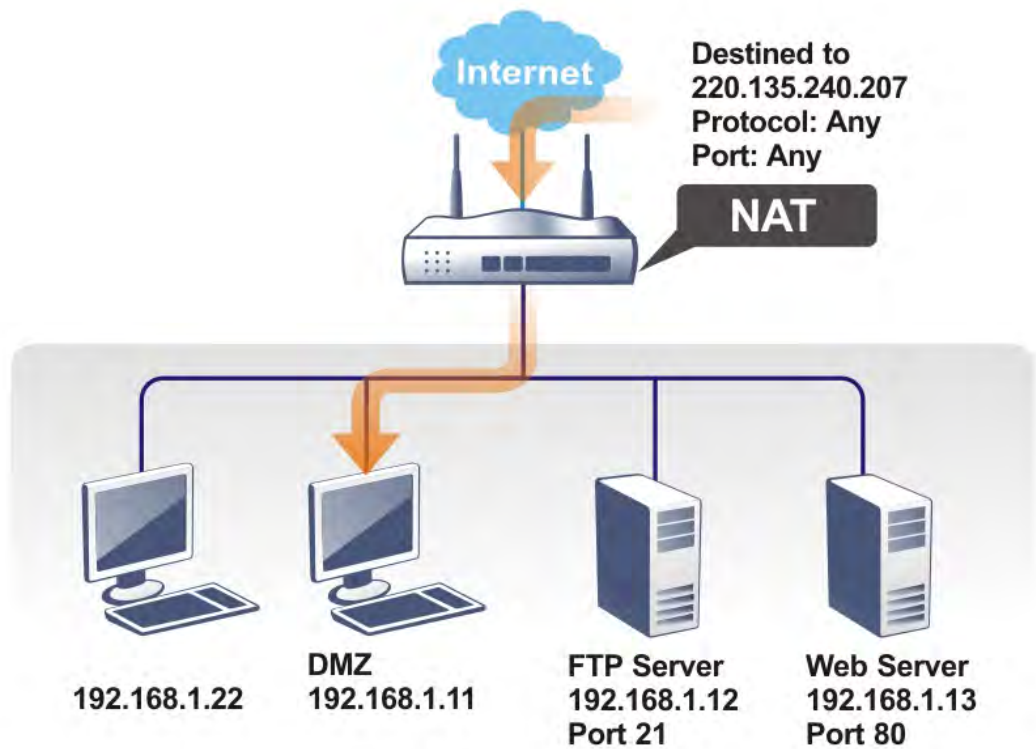 Internet
Destined to
220.135.240.207
Protocol: Any
Port: Any
NAT
192.168.1.22
DMZ
192.168.1.11
FTP Server
192.168.1.12
Port 21
Web Server
192.168.1.13
Port 80